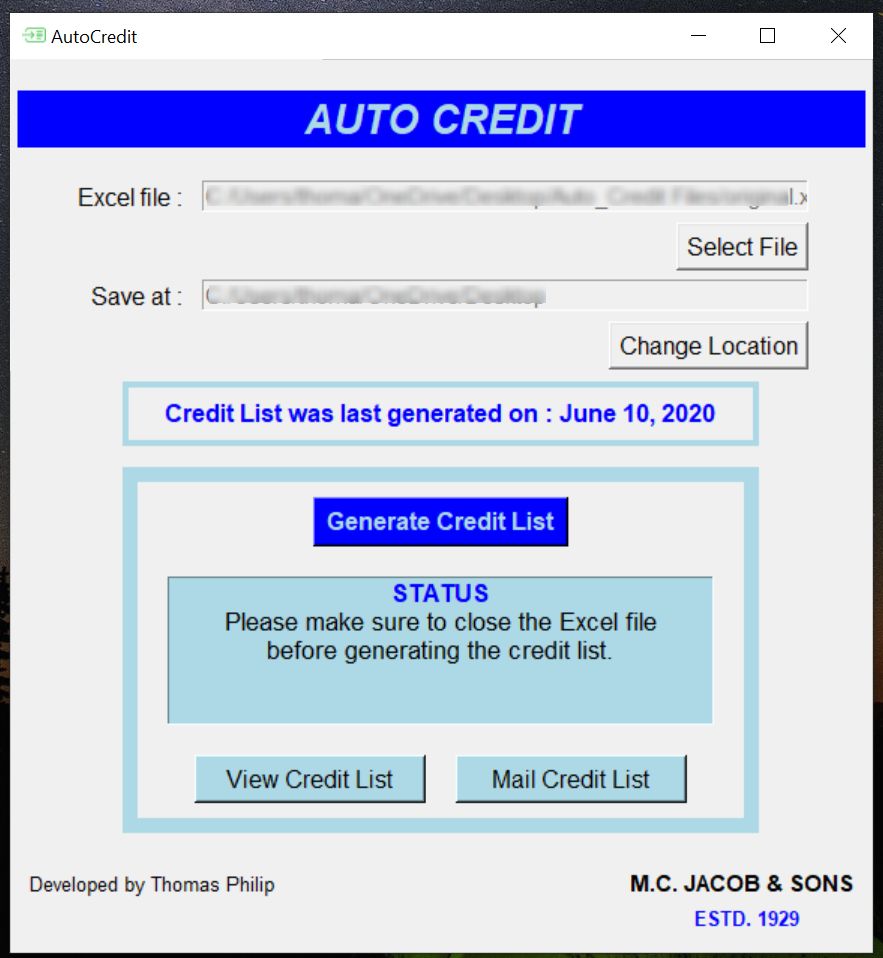 AutoCredit
AUTO CREDIT
Excel file :
l.x
Select File
Save at :
Change Location
Credit List was last generated on : June 10, 2020
Generate Credit List
STATUS
Please make sure to close the Excel file
before generating the credit list.
View Credit List
Mail Credit List
Developed by Thomas Philip
M.C. JACOB & SONS
ESTD. 1929